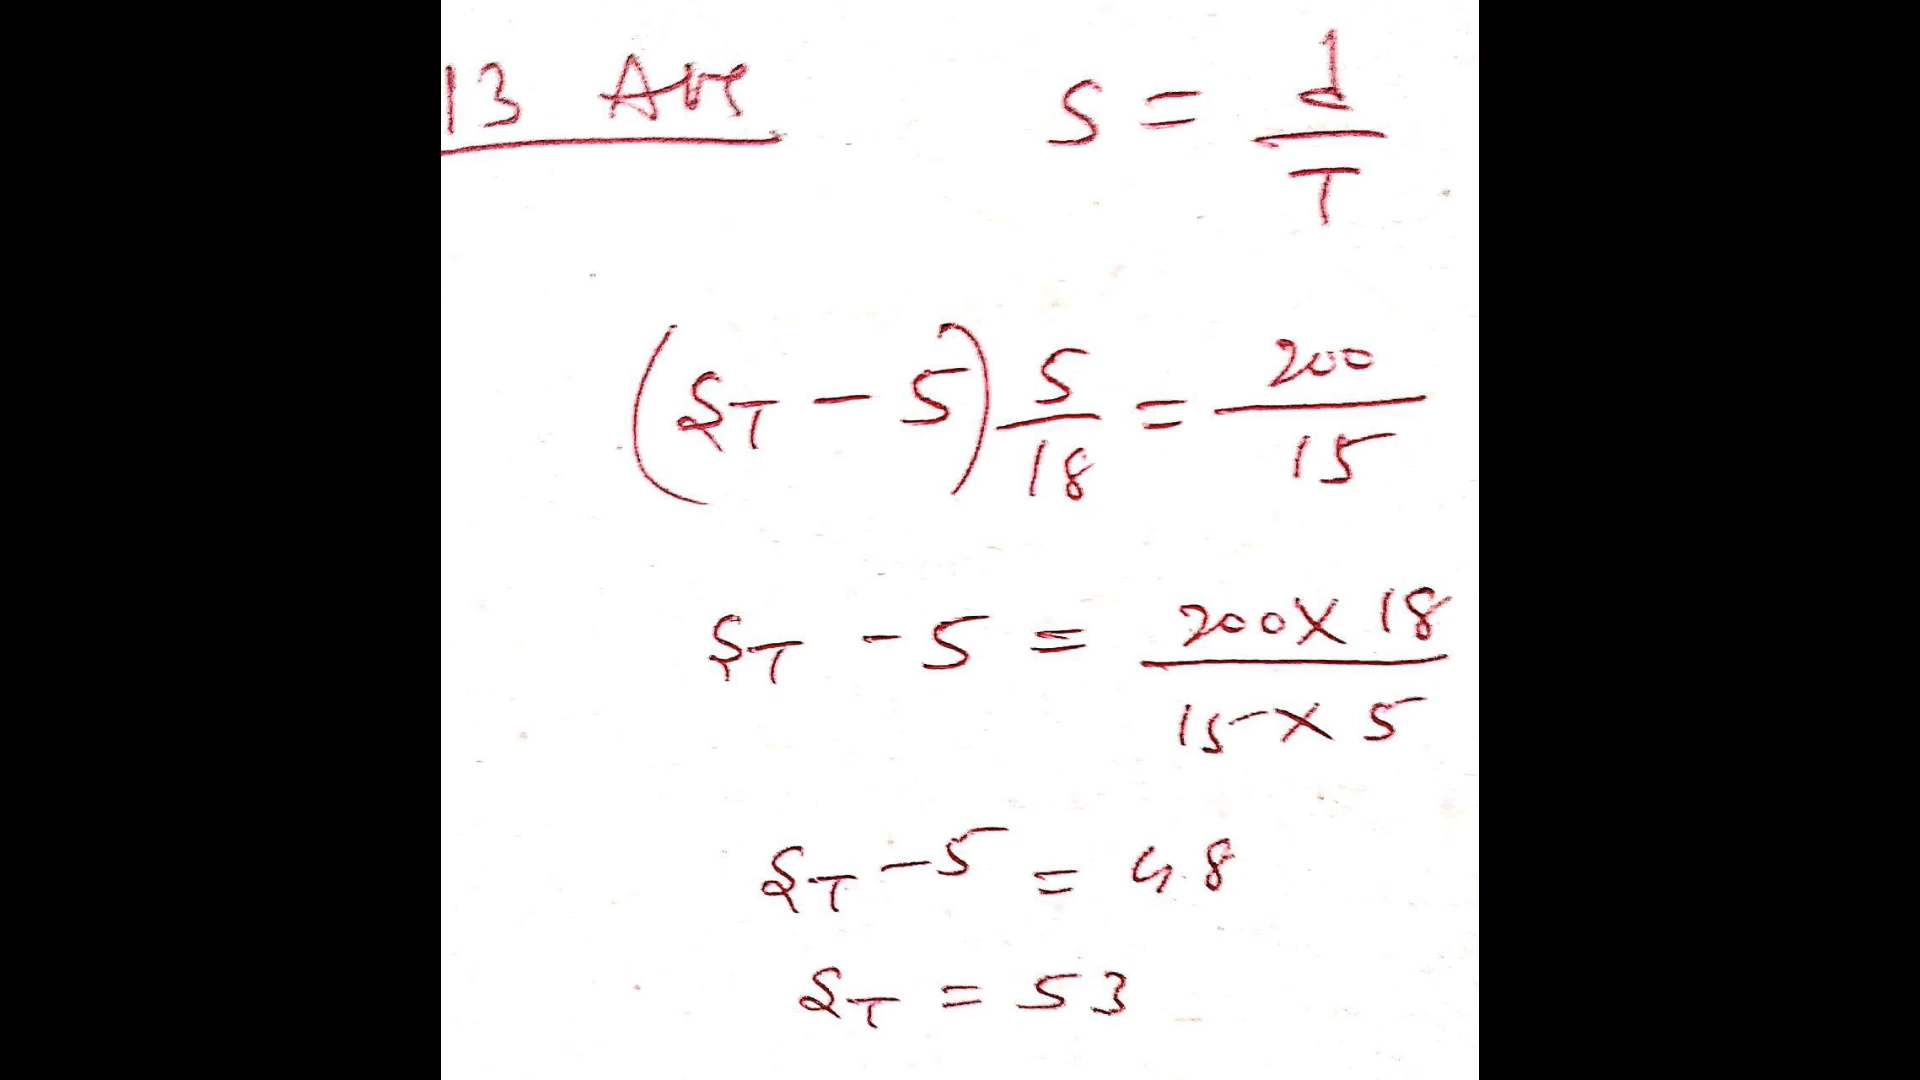 13 Ans
S = d/T
(S_T - 5) 5/18 = 200/15
S_T - 5 = 200 × 18 / 15 × 5
S_T - 5 = 48
S_T = 53